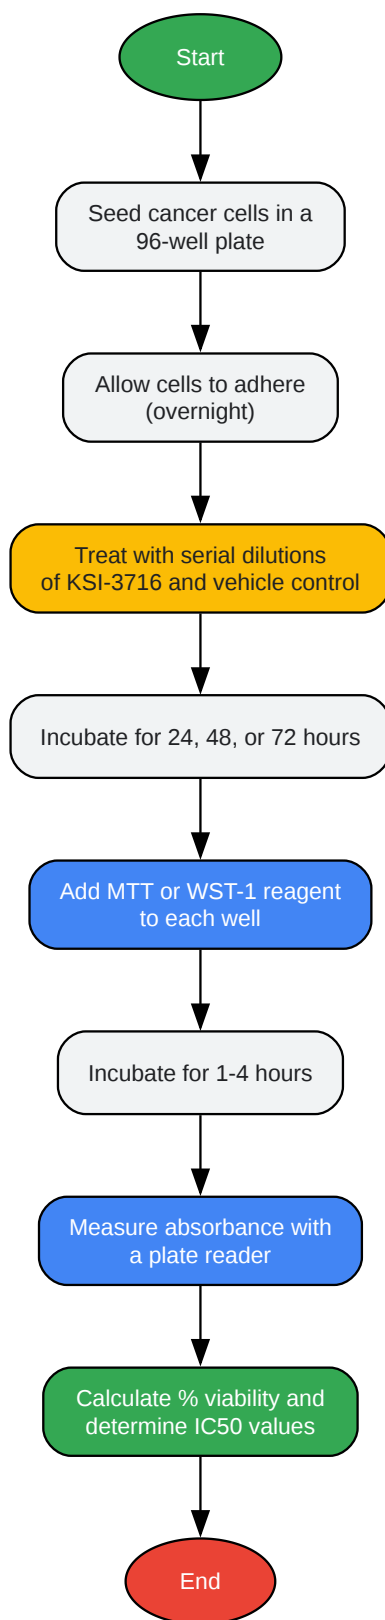 Start
Seed cancer cells in a
96-well plate
Allow cells to adhere
(overnight)
Treat with serial dilutions
of KSI-3716 and vehicle control
Incubate for 24, 48, or 72 hours
Add MTT or WST-1 reagent
to each well
Incubate for 1-4 hours
Measure absorbance with
a plate reader
Calculate % viability and
determine IC50 values
End